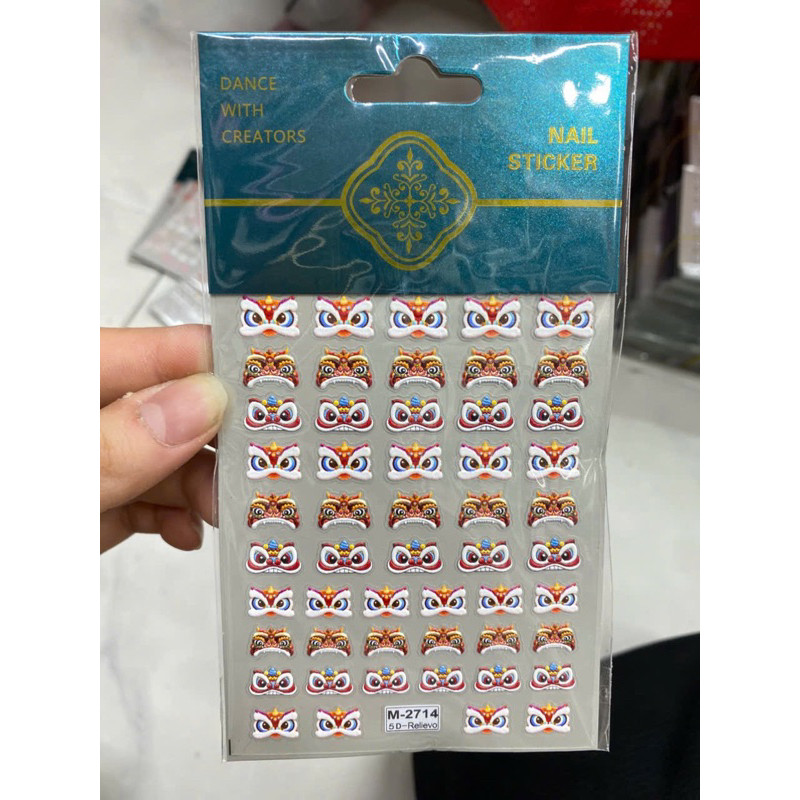 DANCE
WITH
CREATORS
NAIL
STICKER
M-2714
5D-Relievo